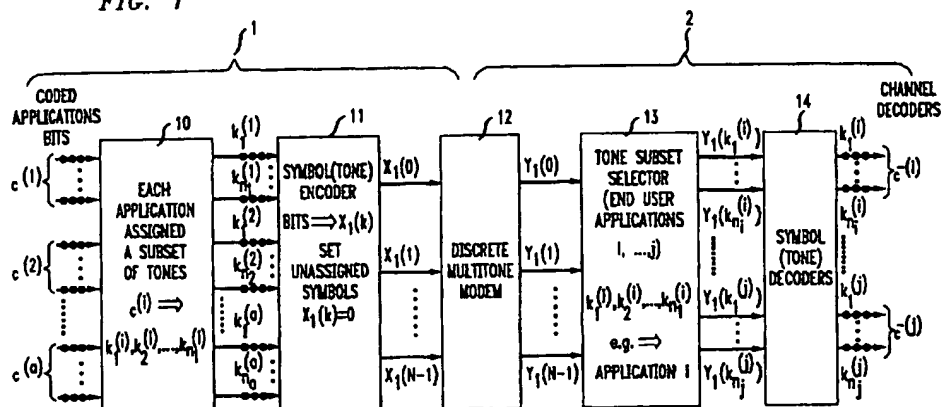 FIG. 1
1
2
CODED
APPLICATIONS
BITS
c(1)
c(2)
c(a)
10
EACH
APPLICATION
ASSIGNED
A SUBSET
OF TONES
c(i) ⇒
k₁⁽ⁱ⁾,k₂⁽ⁱ⁾,...,kₙ₁⁽ⁱ⁾
k₁⁽¹⁾
kₙ₁⁽¹⁾
k₁⁽²⁾
kₙ₂⁽²⁾
k₁⁽ᵃ⁾
kₙₐ⁽ᵃ⁾
11
SYMBOL(TONE)
ENCODER
BITS⇒X₁(k)
SET
UNASSIGNED
SYMBOLS
X₁(k)=0
X₁(0)
X₁(1)
X₁(N-1)
12
DISCRETE
MULTITONE
MODEM
Y₁(0)
Y₁(1)
Y₁(N-1)
13
TONE SUBSET
SELECTOR
(END USER
APPLICATIONS
I, ...,j)
k₁⁽ⁱ⁾,k₂⁽ⁱ⁾,...,kₙ₁⁽ⁱ⁾
e.g. ⇒
APPLICATION i
Y₁(k₁⁽ⁱ⁾)
Y₁(kₙᵢ⁽ⁱ⁾)
Y₁(k₁⁽ʲ⁾)
Y₁(kₙⱼ⁽ʲ⁾)
14
SYMBOL
(TONE)
DECODERS
k₁⁽ⁱ⁾
kₙᵢ⁽ⁱ⁾
k₁⁽ʲ⁾
kₙⱼ⁽ʲ⁾
CHANNEL
DECODERS
c̄(i)
c̄(j)